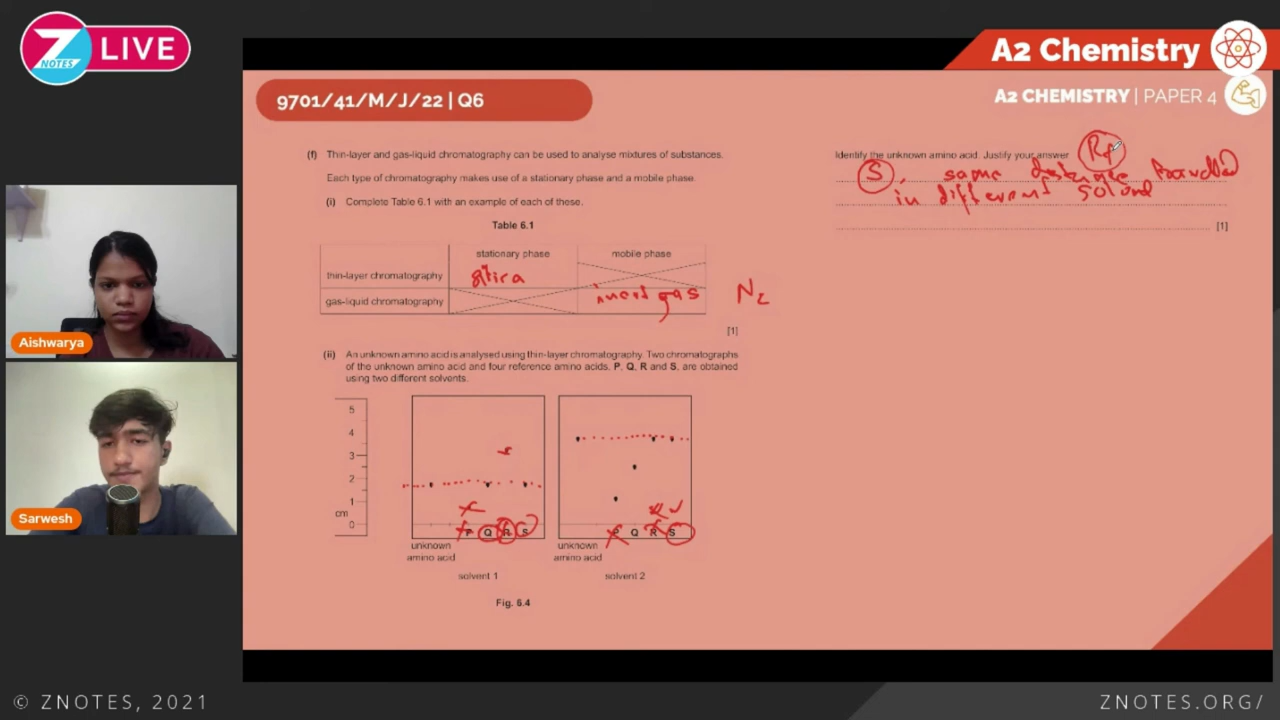 Z NOTES LIVE
A2 Chemistry
9701/41/M/J/22 | Q6
A2 CHEMISTRY | PAPER 4
(f) Thin-layer and gas-liquid chromatography can be used to analyse mixtures of substances.
Each type of chromatography makes use of a stationary phase and a mobile phase.
(i) Complete Table 6.1 with an example of each of these.
Table 6.1
stationary phase mobile phase
thin-layer chromatography silica
gas-liquid chromatography inert gas N2
[1]
(ii) An unknown amino acid is analysed using thin-layer chromatography. Two chromatographs
of the unknown amino acid and four reference amino acids, P, Q, R and S, are obtained
using two different solvents.
5
4
3
2
1
cm
0
P Q R S
P Q R S
unknown
amino acid
unknown
amino acid
solvent 1
solvent 2
Fig. 6.4
Identify the unknown amino acid. Justify your answer Rf
S, same distance travelled
in different solvent
[1]
Aishwarya
Sarwesh
© ZNOTES, 2021
ZNOTES.ORG/